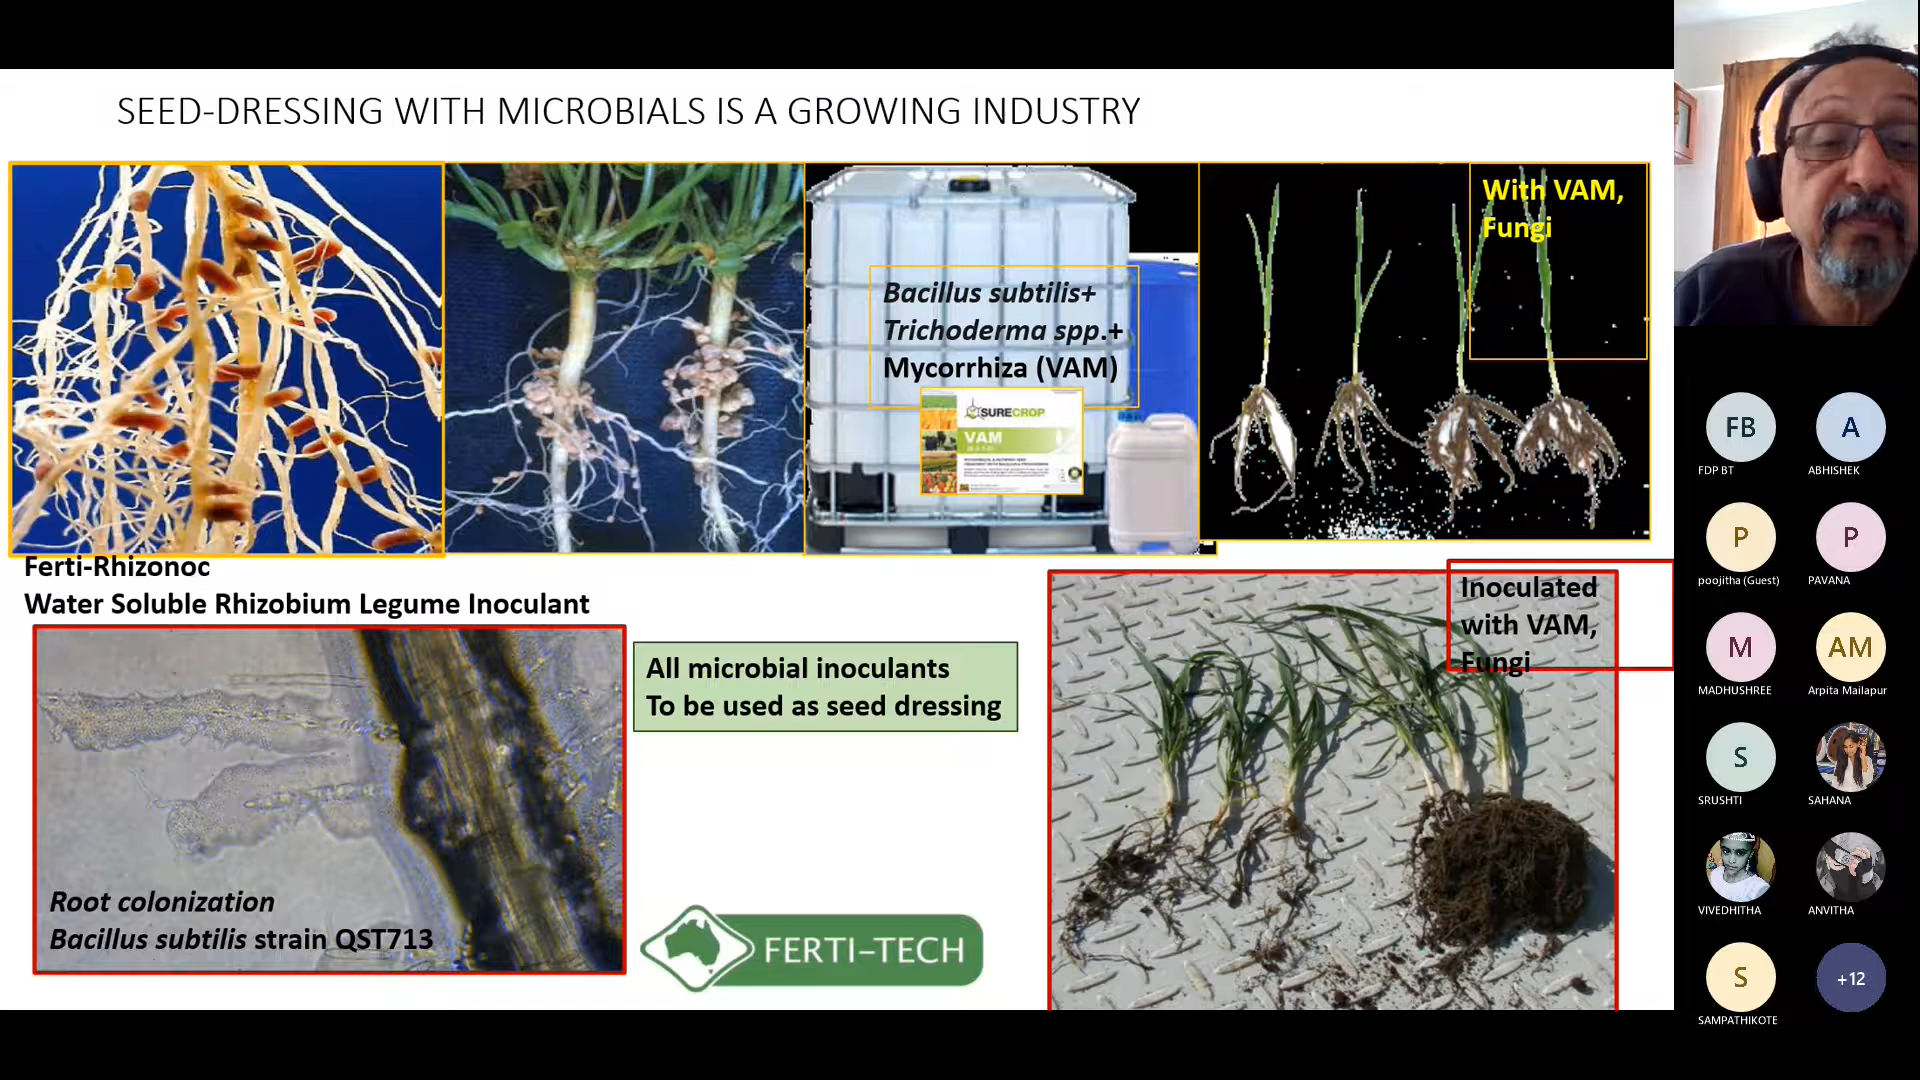 SEED-DRESSING WITH MICROBIALS IS A GROWING INDUSTRY
With VAM,
Fungi
Bacillus subtilis+
Trichoderma spp.+
Mycorrhiza (VAM)
SURECROP
VAM
Ferti-Rhizonoc
Water Soluble Rhizobium Legume Inoculant
Inoculated
with VAM,
Fungi
All microbial inoculants
To be used as seed dressing
Root colonization
Bacillus subtilis strain QST713
FERTI-TECH
FB
FDP BT
A
ABHISHEK
P
poojitha (Guest)
P
PAVANA
M
MADHUSHREE
AM
Arpita Mailapur
S
SRUSHTI
SAHANA
VIVEDHITHA
ANVITHA
S
SAMPATHIKOTE
+12